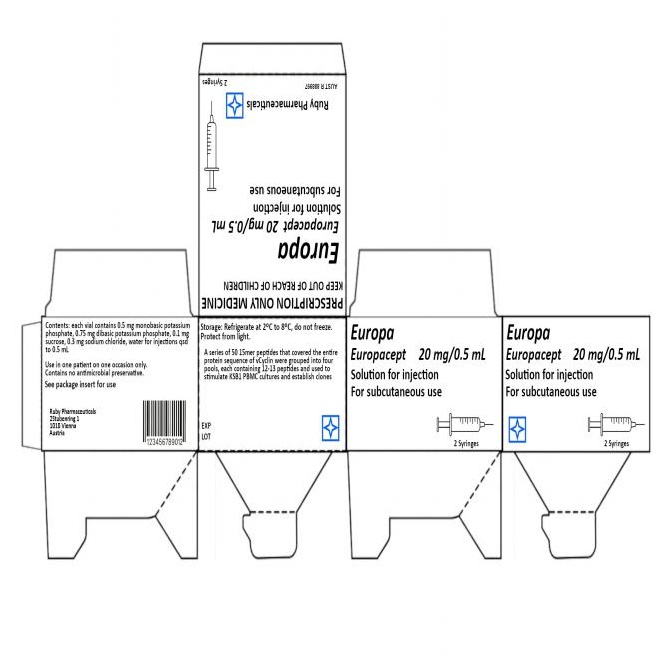 PRESCRIPTION ONLY MEDICINE
KEEP OUT OF REACH OF CHILDREN
Europa
Europacept 20 mg/0.5 mL
Solution for injection
For subcutaneous use
Ruby Pharmaceuticals
AUST R 888997
2 Syringes
Contents: each vial contains 0.5 mg monobasic potassium
phosphate, 0.75 mg dibasic potassium phosphate, 0.1 mg
sucrose, 0.3 mg sodium chloride, water for injections qsd
to 0.5 mL
Use in one patient on one occasion only.
Contains no antimicrobial preservative.
See package insert for use
Ruby Pharmaceuticals
2Stubenring 1
1010 Vienna
Austria
123456789012
Storage: Refrigerate at 2ºC to 8ºC, do not freeze.
Protect from light.
A series of 50 15mer peptides that covered the entire
protein sequence of vCyclin were grouped into four
pools, each containing 12-13 peptides and used to
stimulate KSB1 PBMC cultures and establish clones
EXP
LOT
Europa
Europacept 20 mg/0.5 mL
Solution for injection
For subcutaneous use
2 Syringes
Europa
Europacept 20 mg/0.5 mL
Solution for injection
For subcutaneous use
2 Syringes